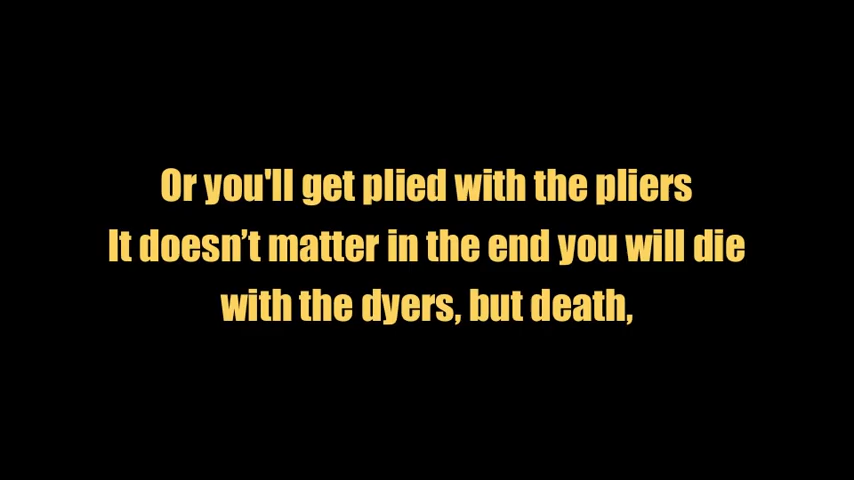 Or you'll get plied with the pliers
It doesn’t matter in the end you will die
with the dyers, but death,